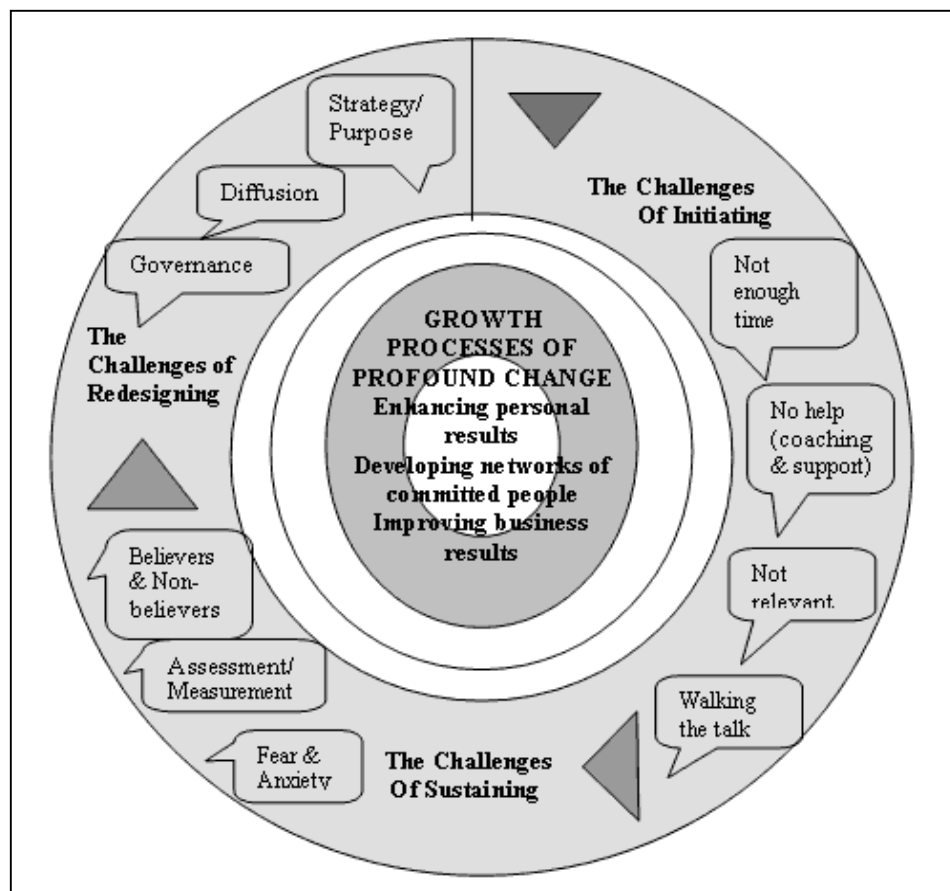 Strategy/
Purpose
Diffusion
Governance
The
Challenges of
Redesigning
The Challenges
Of Initiating
Not
enough
time
No help
(coaching
& support)
Not
relevant
Walking
the talk
GROWTH
PROCESSES OF
PROFOUND CHANGE
Enhancing personal
results
Developing networks of
committed people
Improving business
results
The Challenges
Of Sustaining
Fear &
Anxiety
Assessment/
Measurement
Believers
& Non-
believers